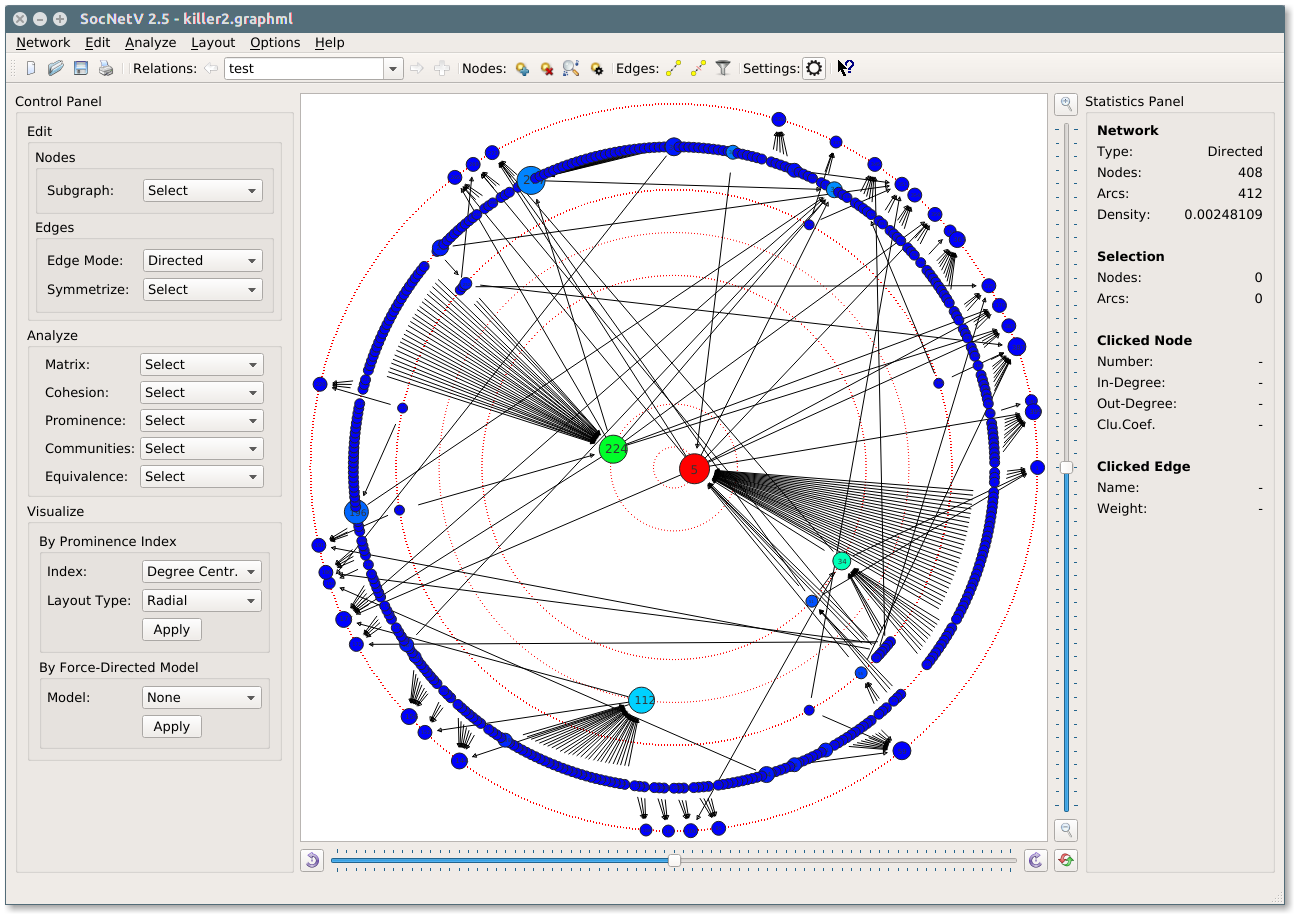 SocNetV 2.5 - killer2.graphml
Network Edit Analyze Layout Options Help
Relations: test Nodes: Edges: Settings:
Control Panel
Edit
Nodes
Subgraph: Select
Edges
Edge Mode: Directed
Symmetrize: Select
Analyze
Matrix: Select
Cohesion: Select
Prominence: Select
Communities: Select
Equivalence: Select
Visualize
By Prominence Index
Index: Degree Centr.
Layout Type: Radial
Apply
By Force-Directed Model
Model: None
Apply
224
5
34
112
Statistics Panel
Network
Type: Directed
Nodes: 408
Arcs: 412
Density: 0.00248109
Selection
Nodes: 0
Arcs: 0
Clicked Node
Number: -
In-Degree: -
Out-Degree: -
Clu.Coef. -
Clicked Edge
Name: -
Weight: -